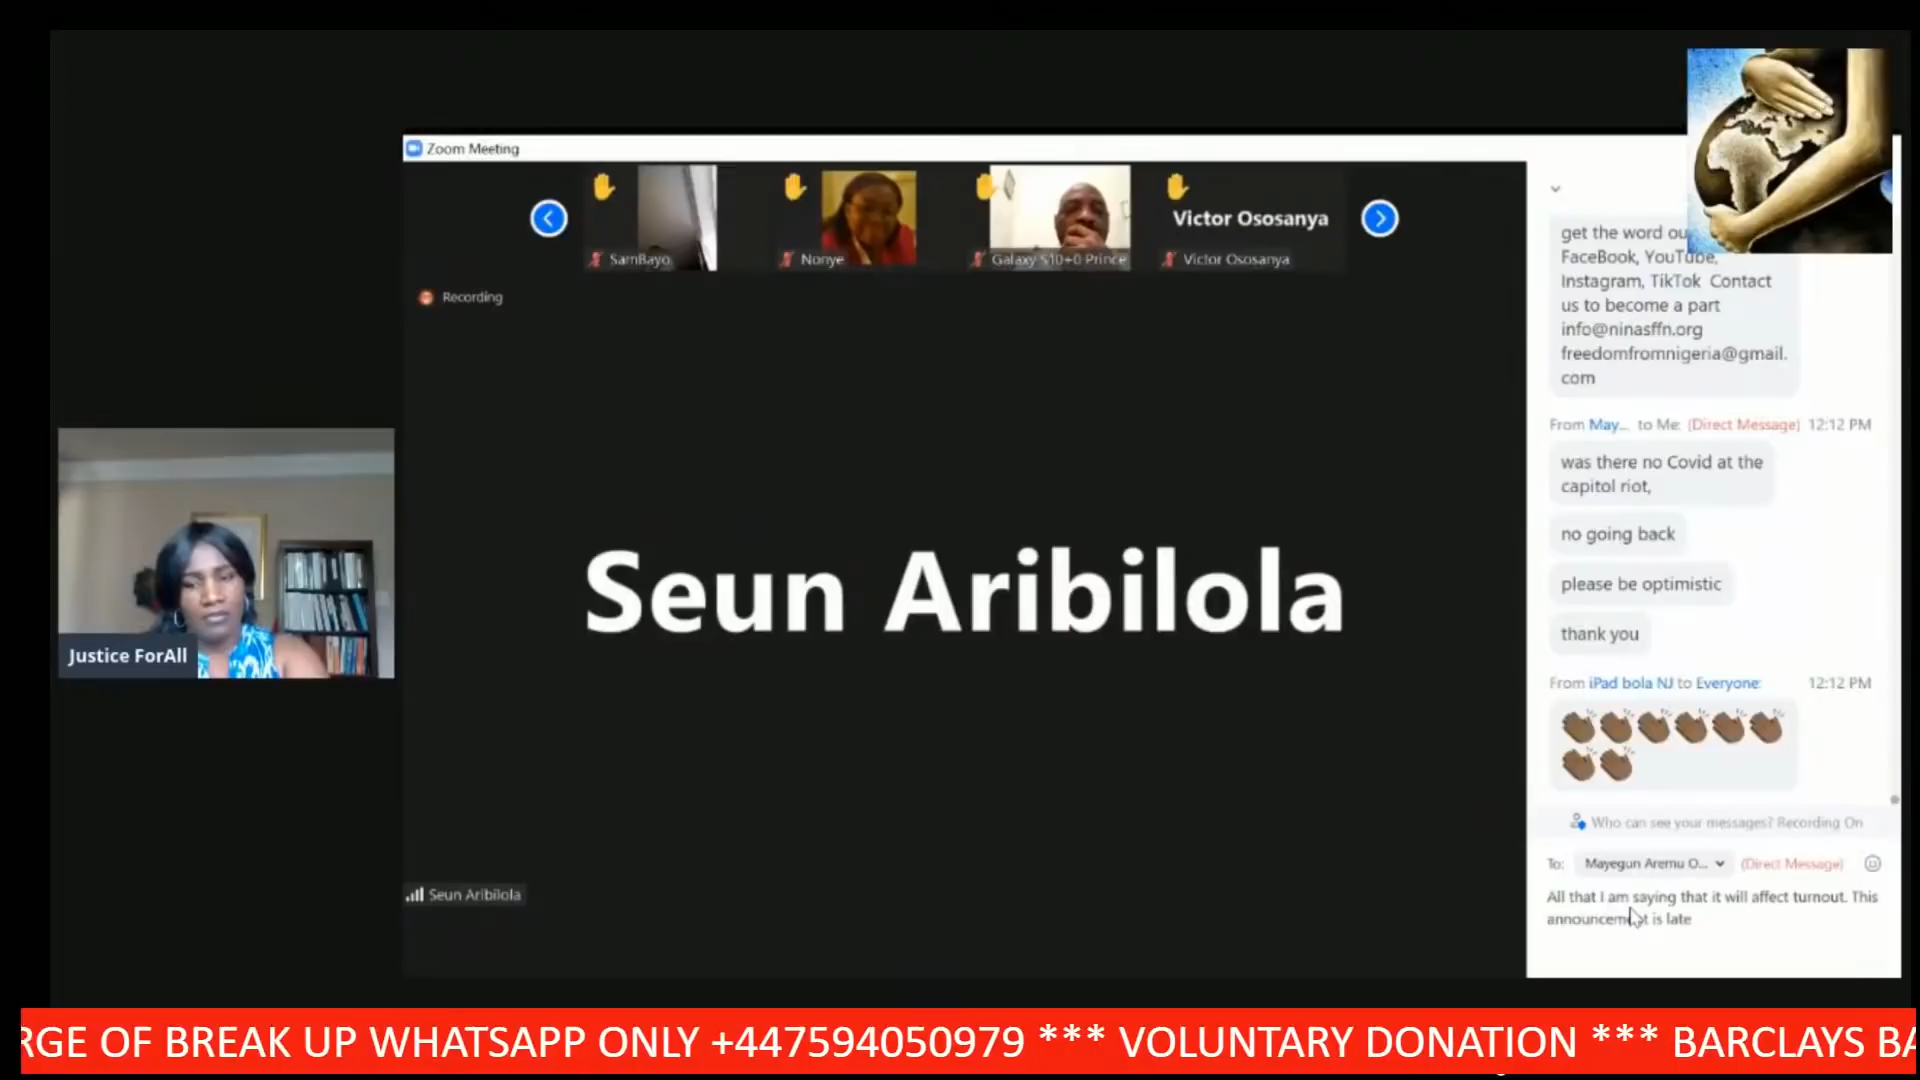 Zoom Meeting
Victor Ososanya
SamBayo
Nonye
Galaxy S10+0 Prince
Victor Ososanya
Recording
get the word
FaceBook, YouTube,
Instagram, TikTok Contact
us to become a part
info@ninasffn.org
freedomfromnigeria@gmail.
com
From May... to Me: (Direct Message) 12:12 PM
was there no Covid at the
capitol riot,
no going back
please be optimistic
thank you
Seun Aribilola
Justice ForAll
From iPad bola NJ to Everyone: 12:12 PM
Who can see your messages? Recording On
To: Mayegun Aremu O... (Direct Message)
All that I am saying that it will affect turnout. This
announcement is late
Seun Aribilola
OF BREAK UP WHATSAPP ONLY +447594050979 *** VOLUNTARY DONATION *** BARCLAYS